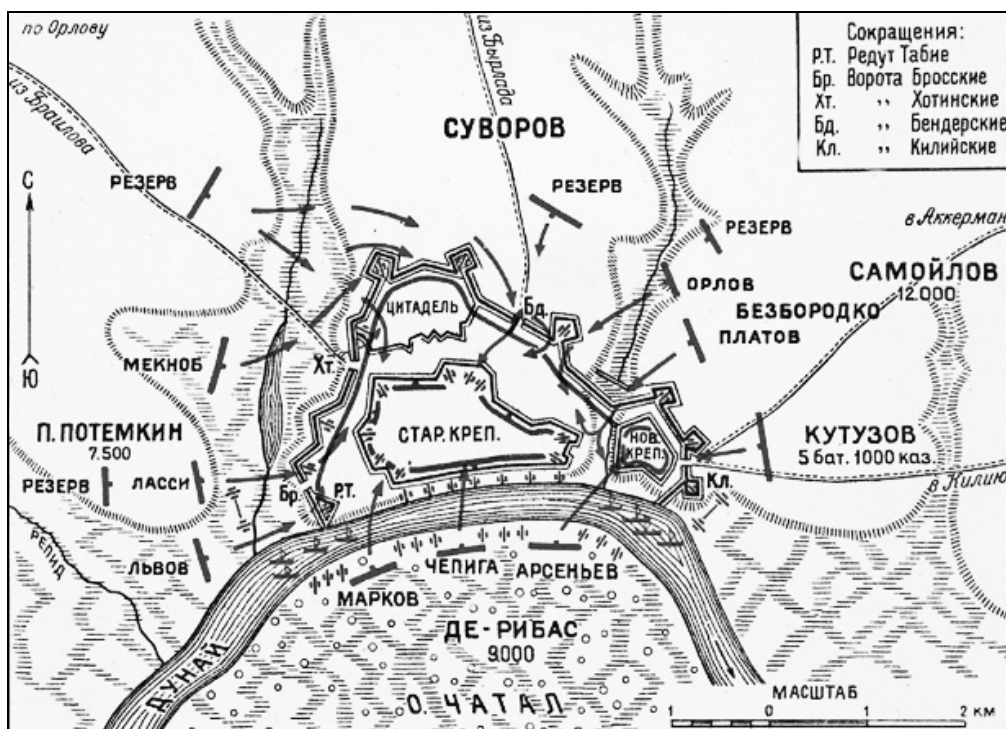 по Орлову
из Браилова
из Бырлада
Сокращения:
Р.Т. Редут Табие
Бр. Ворота Бросские
Хт. ,, Хотинские
Бд. ,, Бендерские
Кл. ,, Килийские
СУВОРОВ
С
Ю
РЕЗЕРВ
РЕЗЕРВ
РЕЗЕРВ
в Аккерман
САМОЙЛОВ
12.000
ОРЛОВ
БЕЗБОРОДКО
ПЛАТОВ
ЦИТАДЕЛЬ
Бд.
Хт.
МЕКНОБ
П. ПОТЕМКИН
7.500
РЕЗЕРВ
ЛАССИ
СТАР. КРЕП.
НОВ.
КРЕП.
КУТУЗОВ
5 бат. 1000 каз.
в Килию
Бр.
Р.Т.
Кл.
РЕПИД
ЛЬВОВ
МАРКОВ
ЧЕПИГА
АРСЕНЬЕВ
ДЕ-РИБАС
9.000
ДУНАЙ
О. ЧАТАЛ
МАСШТАБ
1 0 1 2 км